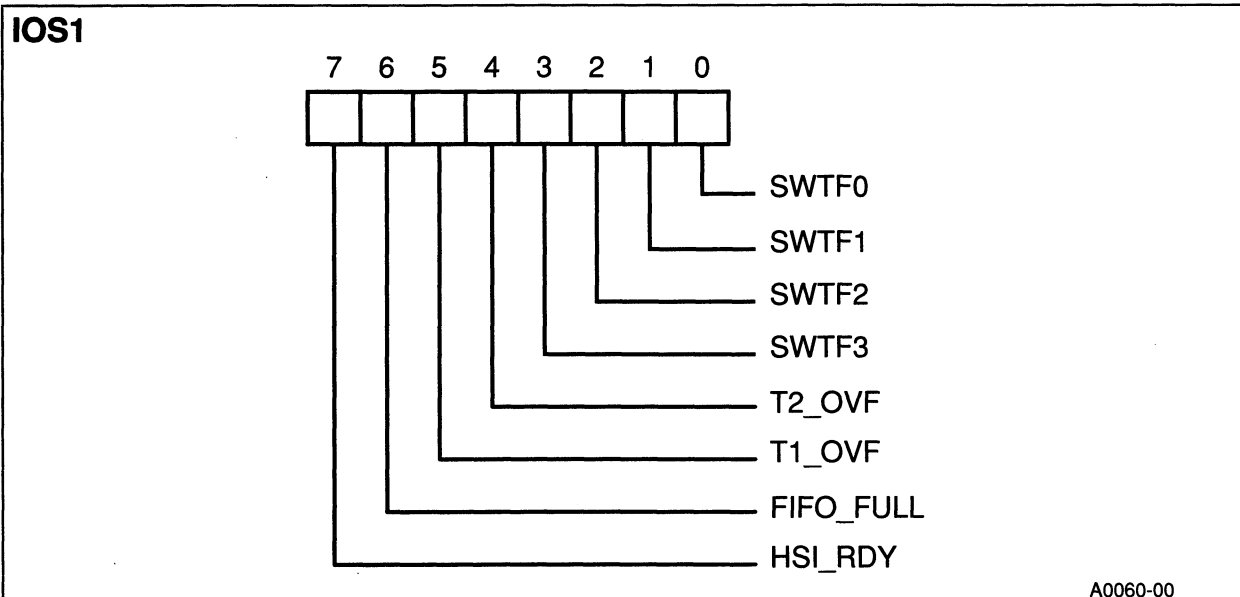 IOS1
7 6 5 4 3 2 1 0
SWTF0
SWTF1
SWTF2
SWTF3
T2_OVF
T1_OVF
FIFO_FULL
HSI_RDY
A0060-00